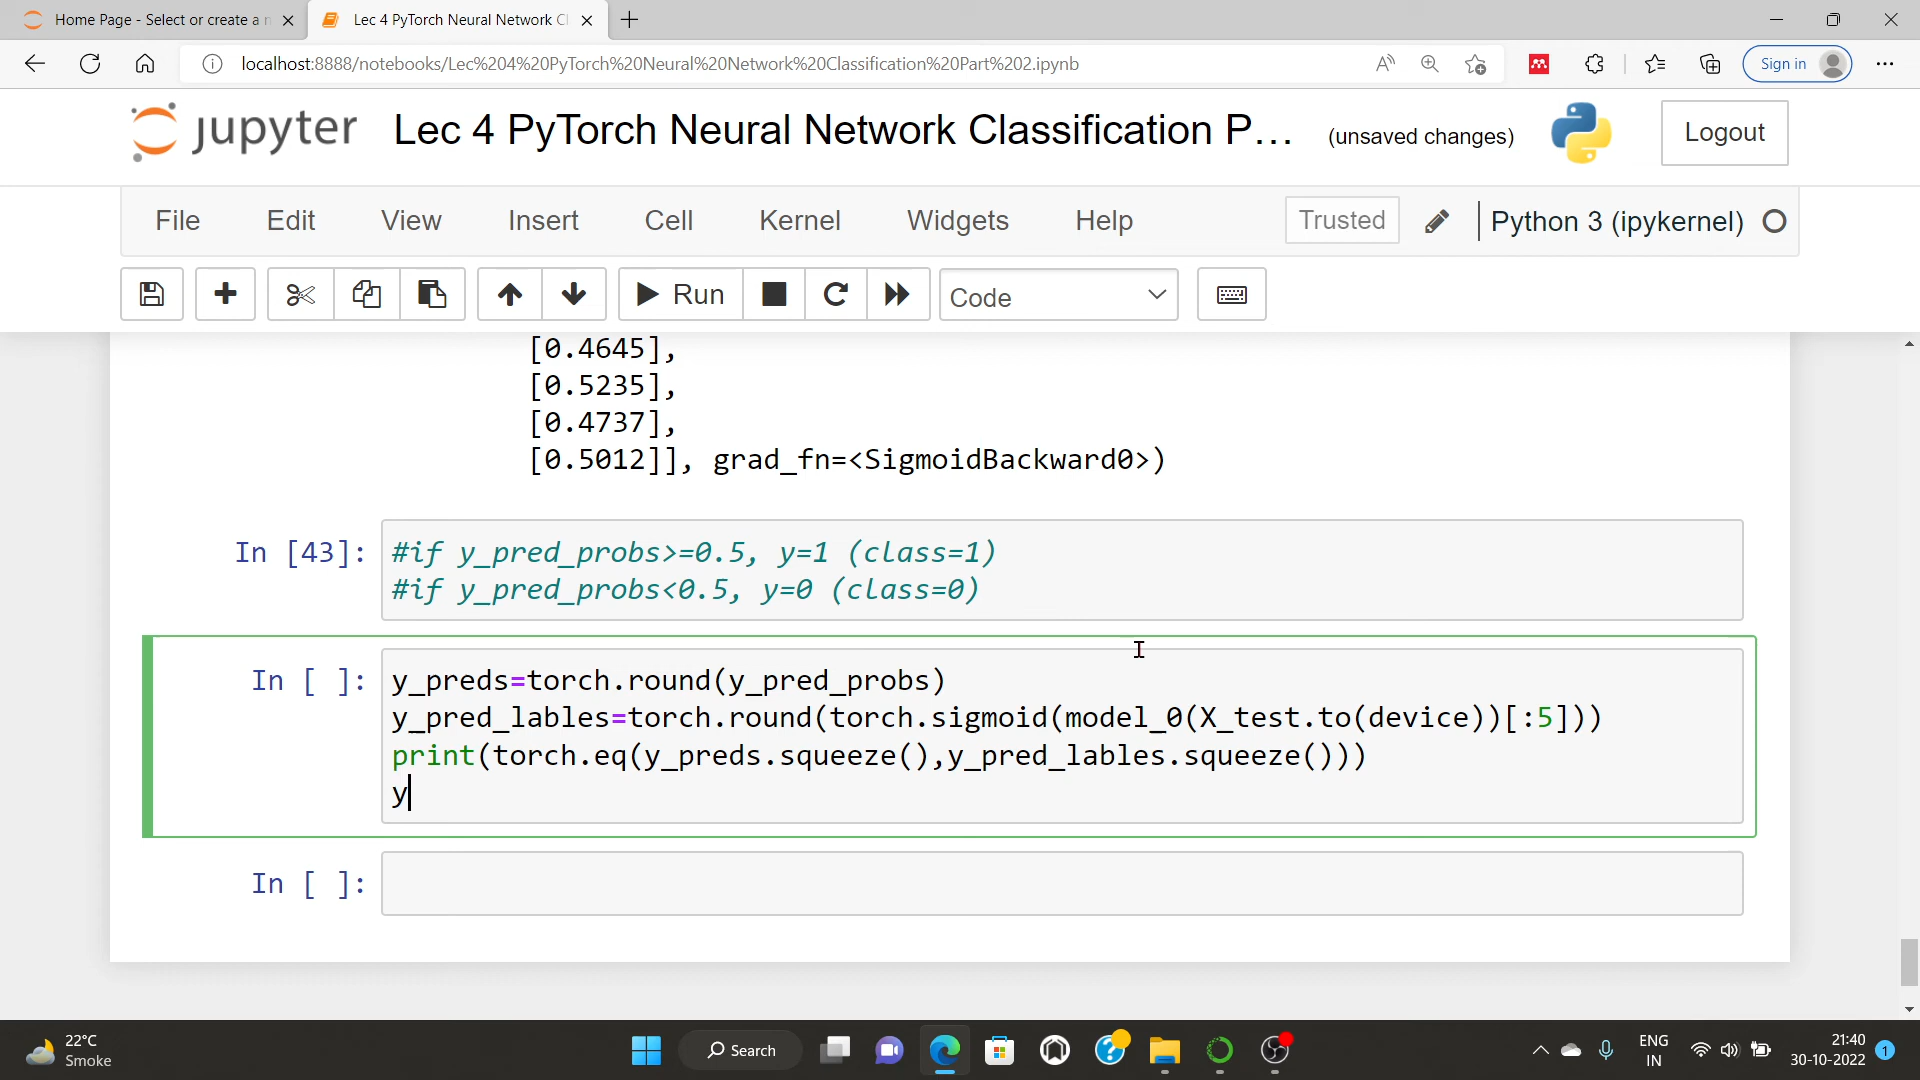 Home Page - Select or create a n
Lec 4 PyTorch Neural Network Cl
localhost:8888/notebooks/Lec%204%20PyTorch%20Neural%20Network%20Classification%20Part%202.ipynb
Sign in
jupyter Lec 4 PyTorch Neural Network Classification P... (unsaved changes)
Logout
File Edit View Insert Cell Kernel Widgets Help Trusted Python 3 (ipykernel)
Run Code
[0.4645],
[0.5235],
[0.4737],
[0.5012]], grad_fn=<SigmoidBackward0>)
In [43]: #if y_pred_probs>=0.5, y=1 (class=1)
#if y_pred_probs<0.5, y=0 (class=0)
In [ ]: y_preds=torch.round(y_pred_probs)
y_pred_lables=torch.round(torch.sigmoid(model_0(X_test.to(device))[:5]))
print(torch.eq(y_preds.squeeze(),y_pred_lables.squeeze()))
y
In [ ]:
22°C
Smoke
Search
ENG
IN
21:40
30-10-2022
1